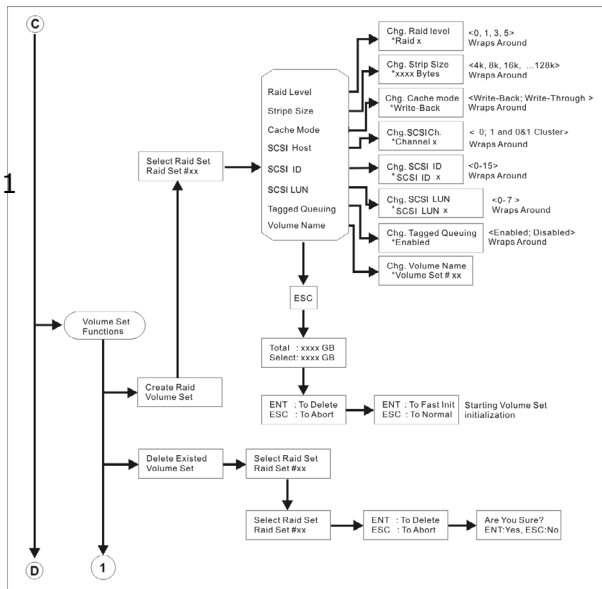 C
Chg. Raid level
*Raid x
<0, 1, 3, 5>
Wraps Around
Chg. Strip Size
*xxxx Bytes
<4k, 8k, 16k, ...128k>
Wraps Around
Chg. Cache mode
*Write-Back
<Write-Back; Write-Through >
Wraps Around
Chg.SCSI Ch.
*Channel x
< 0; 1 and 0&1 Cluster>
Wraps Around
Chg. SCSI ID
*SCSI ID x
<0-15>
Wraps Around
Chg. SCSI LUN
*SCSI LUN x
<0-7 >
Wraps Around
Chg. Tagged Queuing
*Enabled
<Enabled; Disabled>
Wraps Around
Chg. Volume Name
*Volume Set # xx
Raid Level
Stripe Size
Cache Mode
SCSI Host
SCSI ID
SCSI LUN
Tagged Queuing
Volume Name
Select Raid Set
Raid Set #xx
1
ESC
Volume Set
Functions
Total : xxxx GB
Select: xxxx GB
Create Raid
Volume Set
ENT : To Delete
ESC : To Abort
ENT : To Fast Init
ESC : To Normal
Starting Volume Set
initialization
Delete Existed
Volume Set
Select Raid Set
Raid Set #xx
Select Raid Set
Raid Set #xx
ENT : To Delete
ESC : To Abort
Are You Sure?
ENT:Yes, ESC:No
D
1